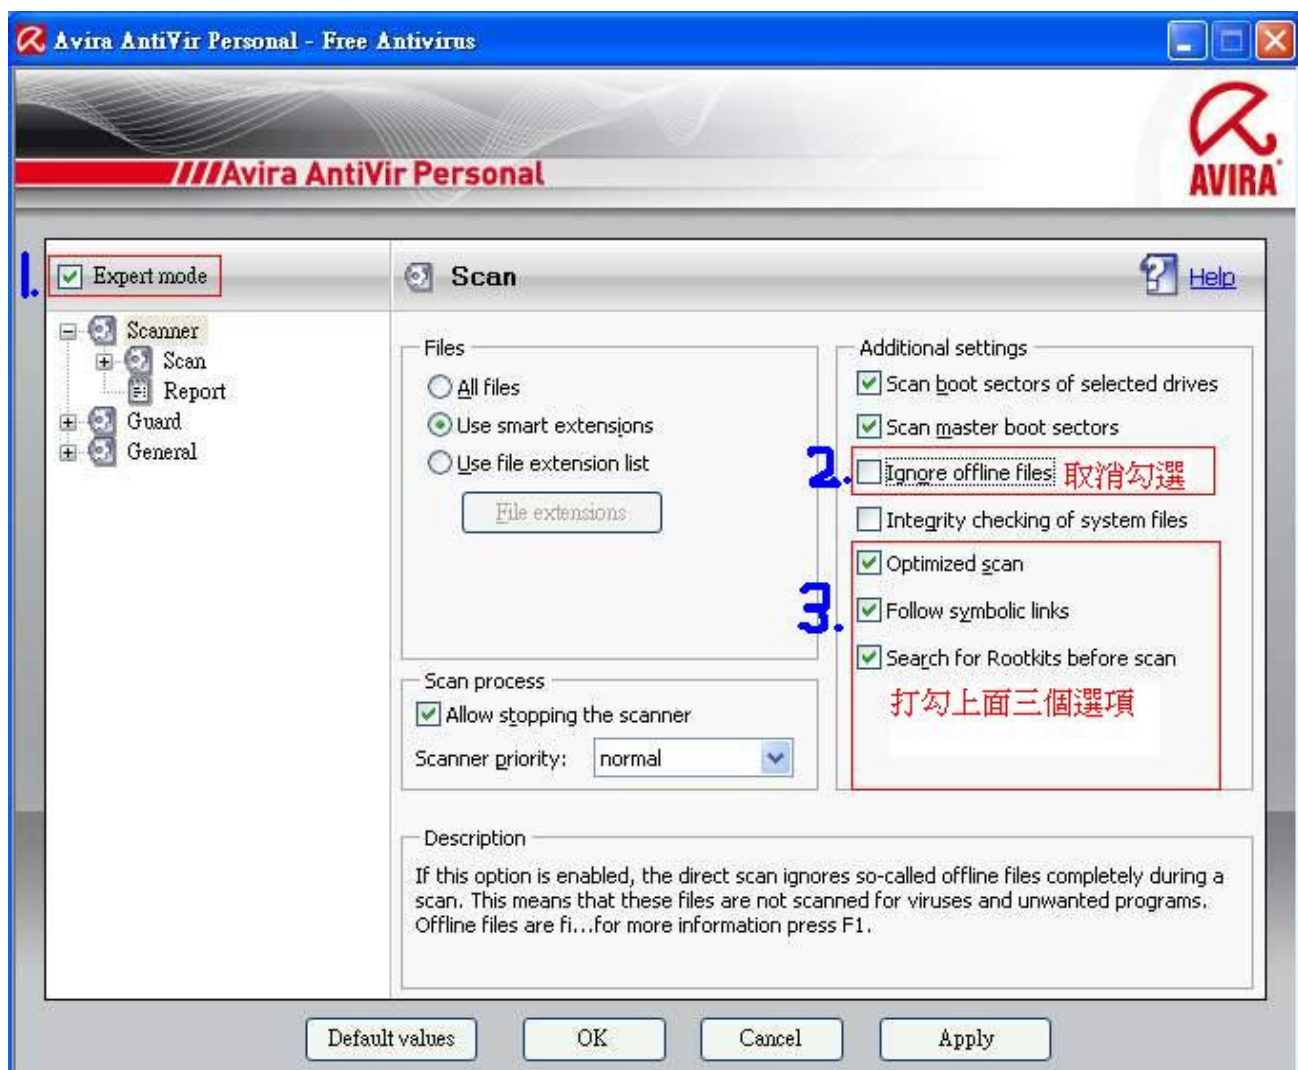 Avira AntiVir Personal - Free Antivirus
////Avira AntiVir Personal
AVIRA
1.
Expert mode
Scanner
Scan
Report
Guard
General
Scan
Help
Files
All files
Use smart extensions
Use file extension list
File extensions
Scan process
Allow stopping the scanner
Scanner priority: normal
Additional settings
Scan boot sectors of selected drives
Scan master boot sectors
2.
Ignore offline files 取消勾選
Integrity checking of system files
3.
Optimized scan
Follow symbolic links
Search for Rootkits before scan
打勾上面三個選項
Description
If this option is enabled, the direct scan ignores so-called offline files completely during a
scan. This means that these files are not scanned for viruses and unwanted programs.
Offline files are fi...for more information press F1.
Default values
OK
Cancel
Apply